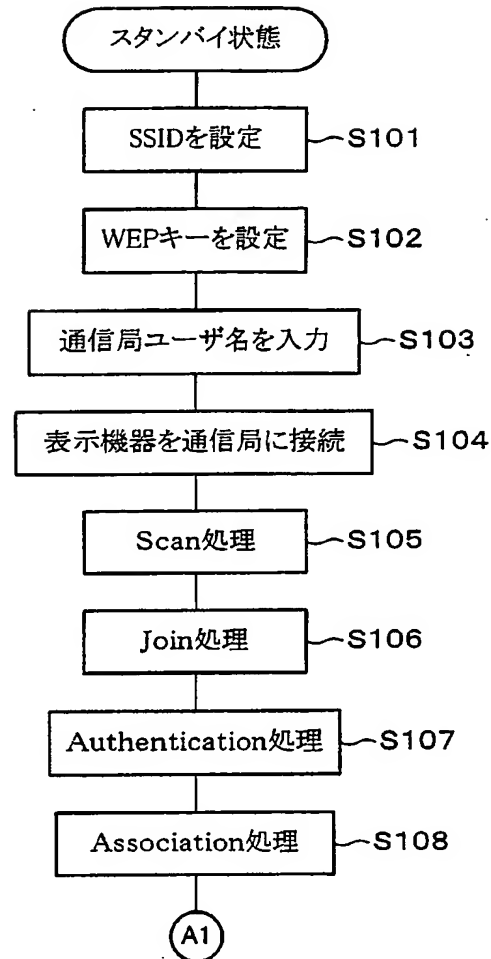 スタンバイ状態
SSIDを設定 S101
WEPキーを設定 S102
通信局ユーザ名を入力 S103
表示機器を通信局に接続 S104
Scan処理 S105
Join処理 S106
Authentication処理 S107
Association処理 S108
A1